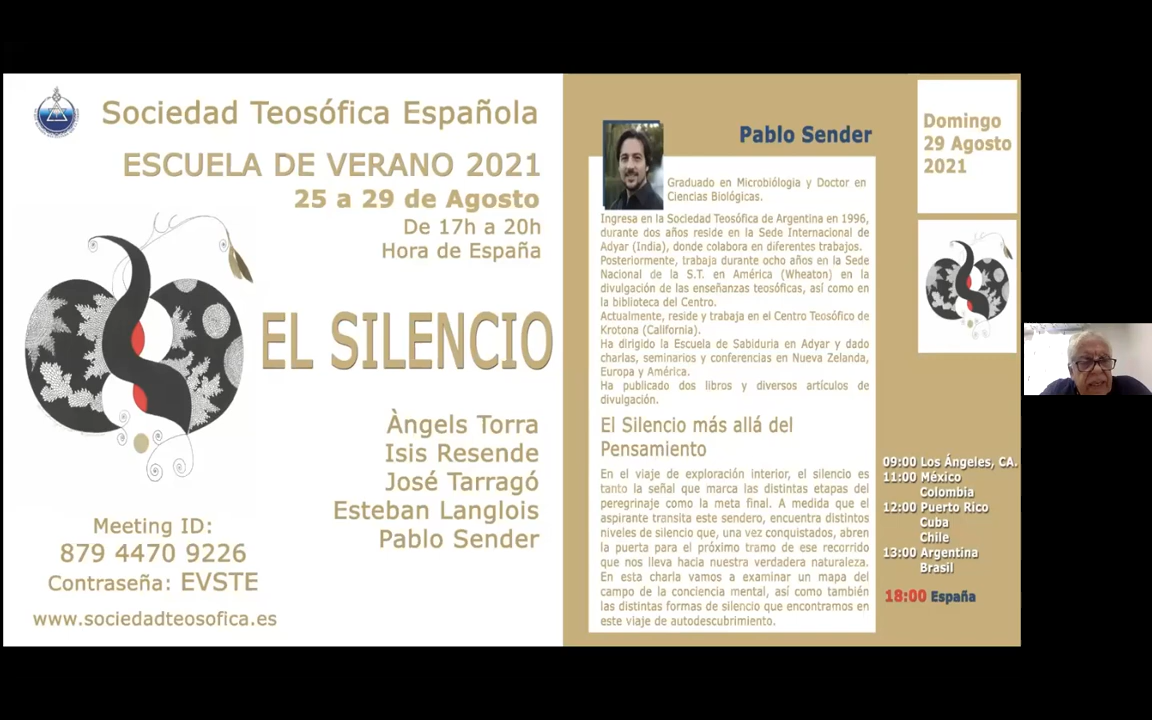 Sociedad Teosófica Española
ESCUELA DE VERANO 2021
25 a 29 de Agosto
De 17h a 20h
Hora de España
EL SILENCIO
Àngels Torra
Isis Resende
José Tarragó
Esteban Langlois
Pablo Sender
Meeting ID:
879 4470 9226
Contraseña: EVSTE
www.sociedadteosofica.es
Pablo Sender
Graduado en Microbiólogia y Doctor en
Ciencias Biológicas.
Ingresa en la Sociedad Teosófica de Argentina en 1996,
durante dos años reside en la Sede Internacional de
Adyar (India), donde colabora en diferentes trabajos.
Posteriormente, trabaja durante ocho años en la Sede
Nacional de la S.T. en América (Wheaton) en la
divulgación de las enseñanzas teosóficas, así como en
la biblioteca del Centro.
Actualmente, reside y trabaja en el Centro Teosófico de
Krotona (California).
Ha dirigido la Escuela de Sabiduria en Adyar y dado
charlas, seminarios y conferencias en Nueva Zelanda,
Europa y América.
Ha publicado dos libros y diversos artículos de
divulgación.
El Silencio más allá del
Pensamiento
En el viaje de exploración interior, el silencio es
tanto la señal que marca las distintas etapas del
peregrinaje como la meta final. A medida que el
aspirante transita este sendero, encuentra distintos
niveles de silencio que, una vez conquistados, abren
la puerta para el próximo tramo de ese recorrido
que nos lleva hacia nuestra verdadera naturaleza.
En esta charla vamos a examinar un mapa del
campo de la conciencia mental, así como también
las distintas formas de silencio que encontramos en
este viaje de autodescubrimiento.
Domingo
29 Agosto
2021
09:00 Los Ángeles, CA.
11:00 México
Colombia
12:00 Puerto Rico
Cuba
Chile
13:00 Argentina
Brasil
18:00 España